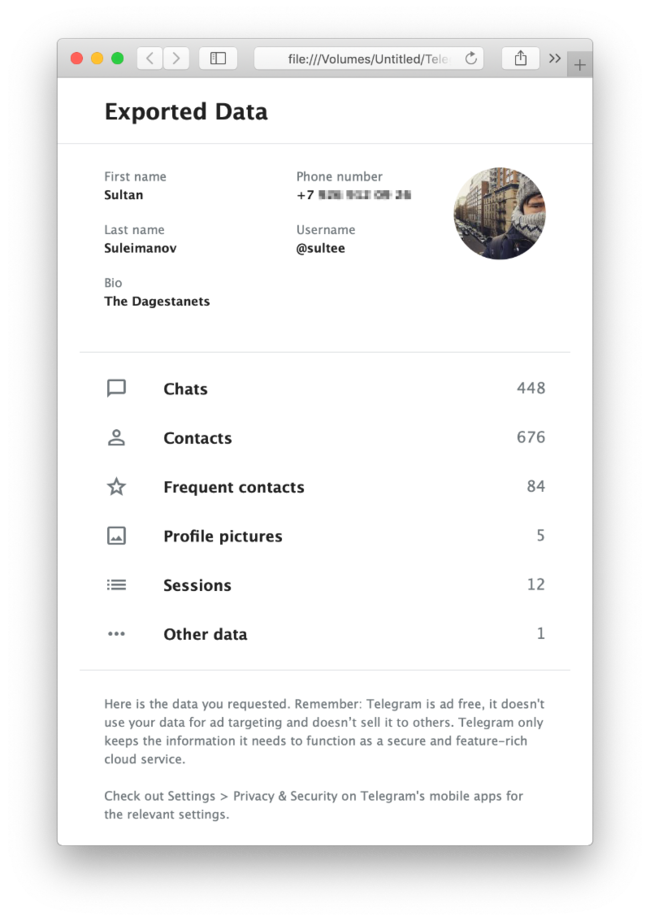 file:///Volumes/Untitled/Tele
Exported Data
First name
Sultan
Phone number
+7
Last name
Suleimanov
Username
@sultee
Bio
The Dagestanets
Chats 448
Contacts 676
Frequent contacts 84
Profile pictures 5
Sessions 12
Other data 1
Here is the data you requested. Remember: Telegram is ad free, it doesn't
use your data for ad targeting and doesn't sell it to others. Telegram only
keeps the information it needs to function as a secure and feature-rich
cloud service.
Check out Settings > Privacy & Security on Telegram's mobile apps for
the relevant settings.